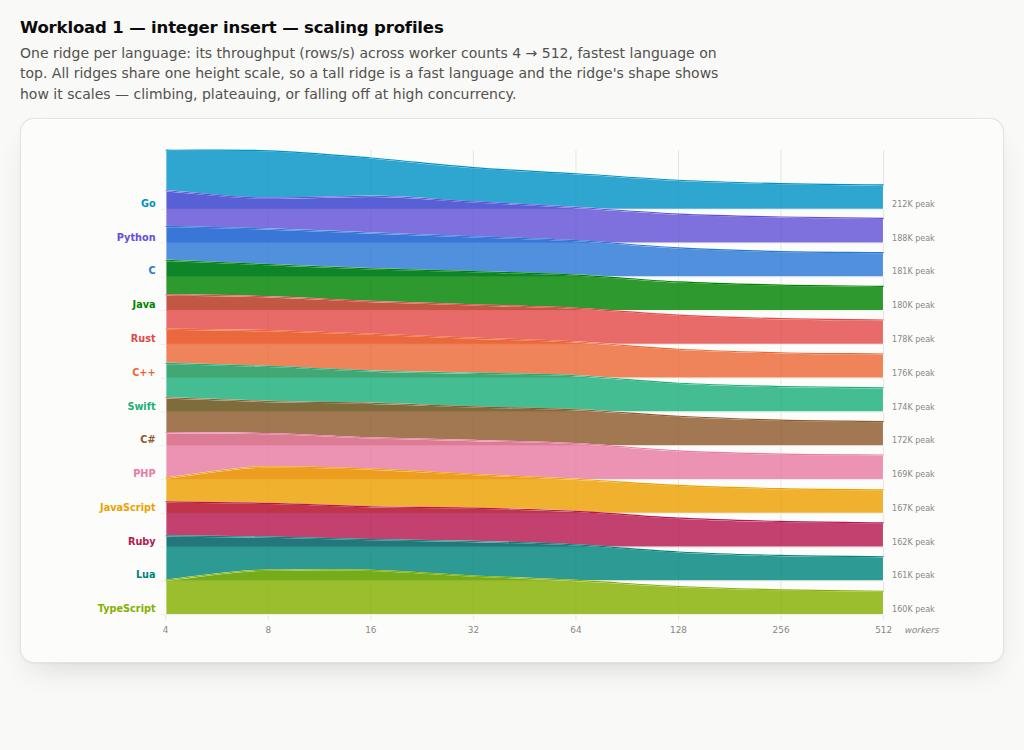 Workload 1 — integer insert — scaling profiles
One ridge per language: its throughput (rows/s) across worker counts 4 → 512, fastest language on
top. All ridges share one height scale, so a tall ridge is a fast language and the ridge's shape shows
how it scales — climbing, plateauing, or falling off at high concurrency.
Go 212K peak
Python 188K peak
C 181K peak
Java 180K peak
Rust 178K peak
C++ 176K peak
Swift 174K peak
C# 172K peak
PHP 169K peak
JavaScript 167K peak
Ruby 162K peak
Lua 161K peak
TypeScript 160K peak
4 8 16 32 64 128 256 512 workers